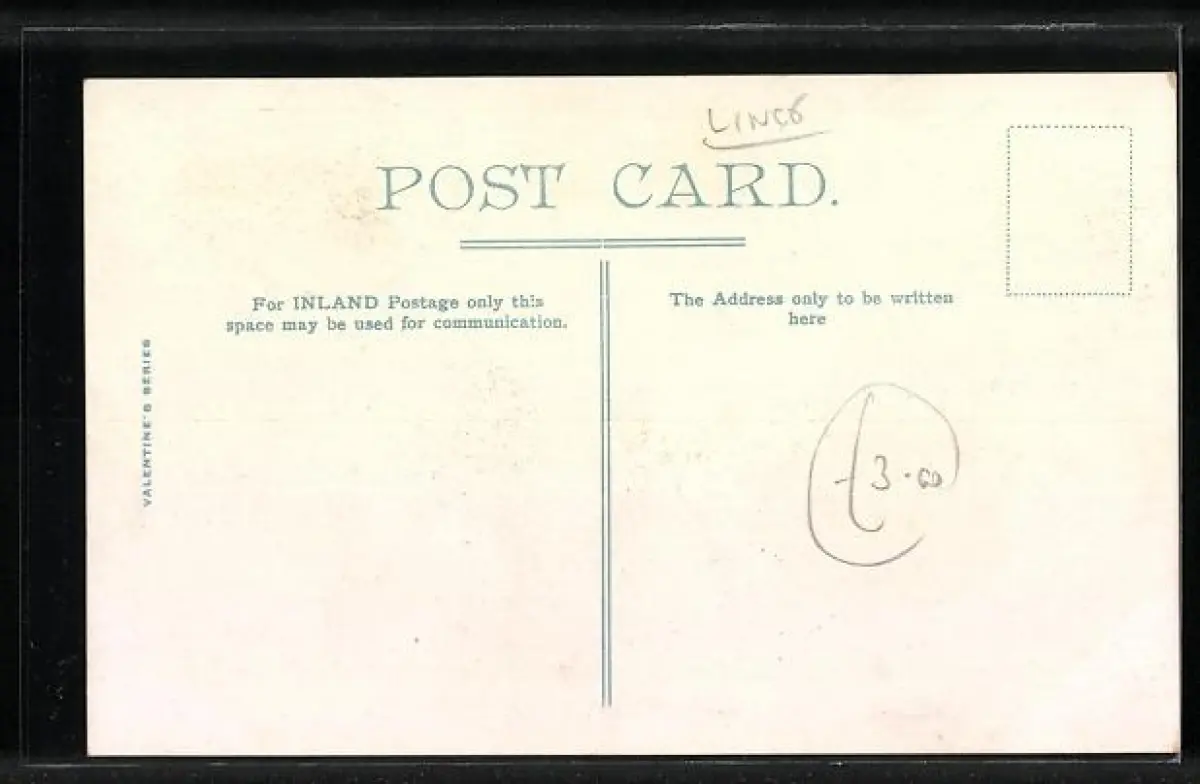 LINCS
POST CARD.
For INLAND Postage only this
space may be used for communication.
The Address only to be written
here
VALENTINE'S SERIES
£3.00